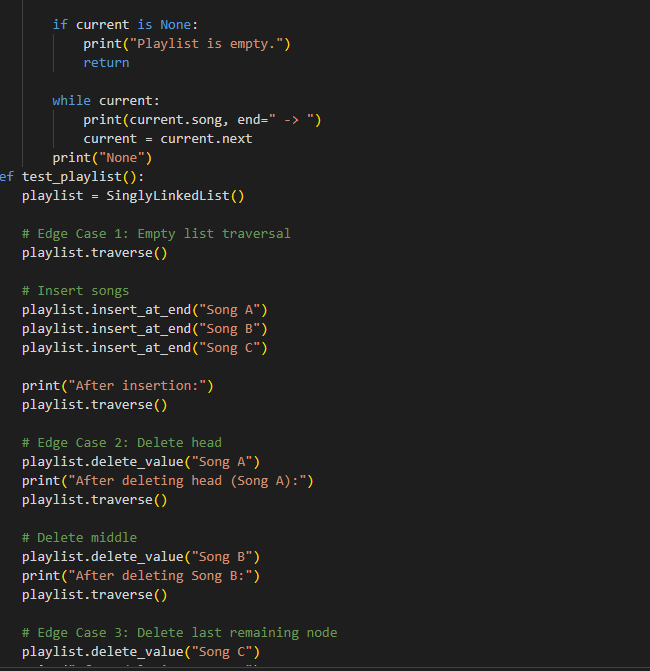 if current is None:
print("Playlist is empty.")
return
while current:
print(current.song, end=" -> ")
current = current.next
print("None")
ef test_playlist():
playlist = SinglyLinkedList()
# Edge Case 1: Empty list traversal
playlist.traverse()
# Insert songs
playlist.insert_at_end("Song A")
playlist.insert_at_end("Song B")
playlist.insert_at_end("Song C")
print("After insertion:")
playlist.traverse()
# Edge Case 2: Delete head
playlist.delete_value("Song A")
print("After deleting head (Song A):")
playlist.traverse()
# Delete middle
playlist.delete_value("Song B")
print("After deleting Song B:")
playlist.traverse()
# Edge Case 3: Delete last remaining node
playlist.delete_value("Song C")